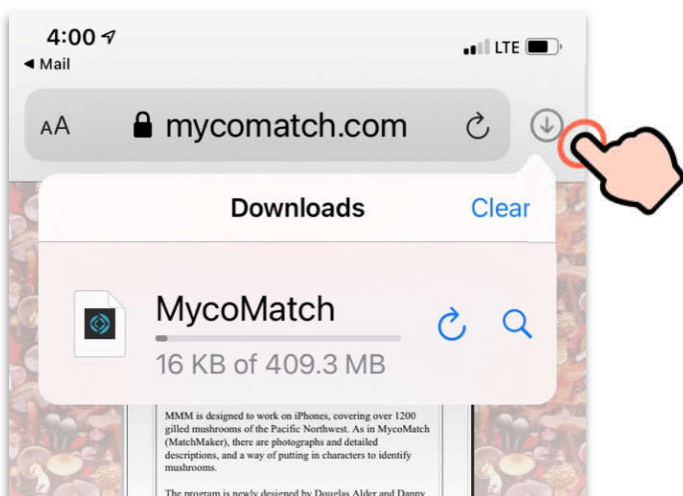 4:00
LTE
Mail
AA mycomatch.com
Downloads Clear
MycoMatch
16 KB of 409.3 MB
MMM is designed to work on iPhones, covering over 1200
gilled mushrooms of the Pacific Northwest. As in MycoMatch
(MatchMaker), there are photographs and detailed
descriptions, and a way of putting in characters to identify
mushrooms.
The program is newly designed by Douglas Alder and Danny